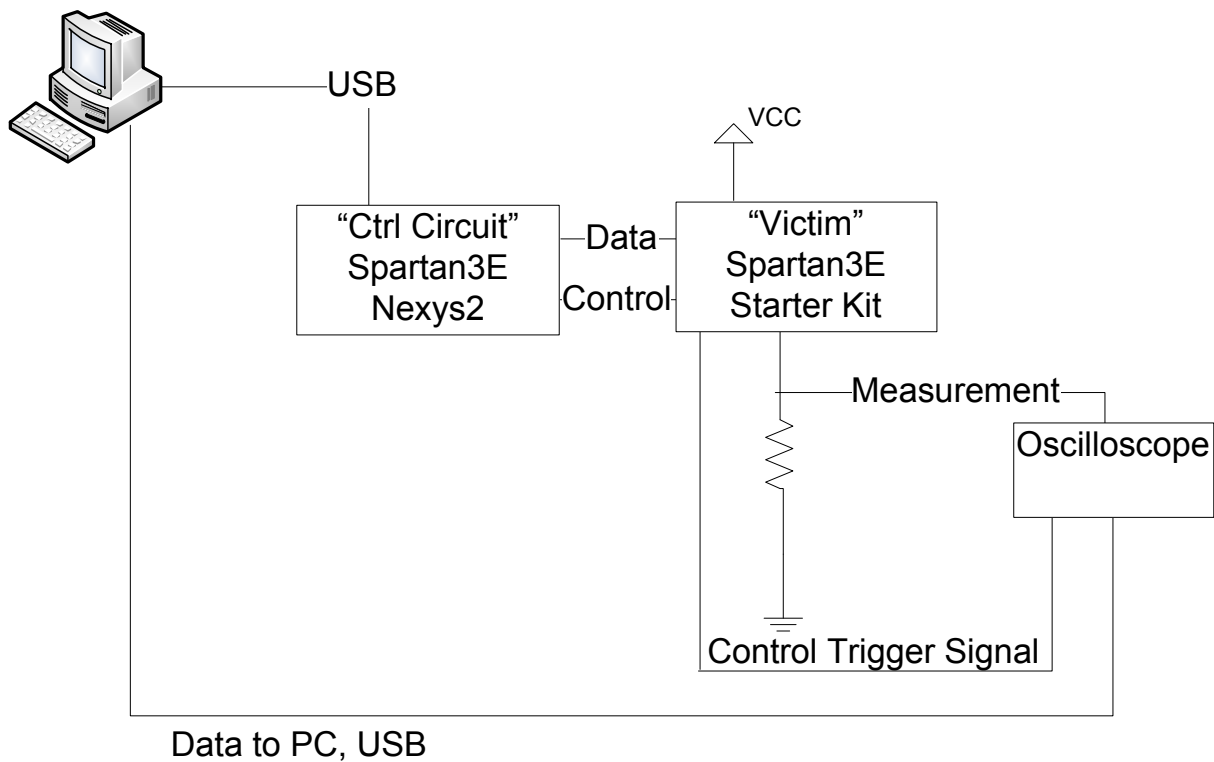 USB
VCC
“Ctrl Circuit”
Spartan3E
Nexys2
Data
Control
“Victim”
Spartan3E
Starter Kit
Measurement
Oscilloscope
Control Trigger Signal
Data to PC, USB